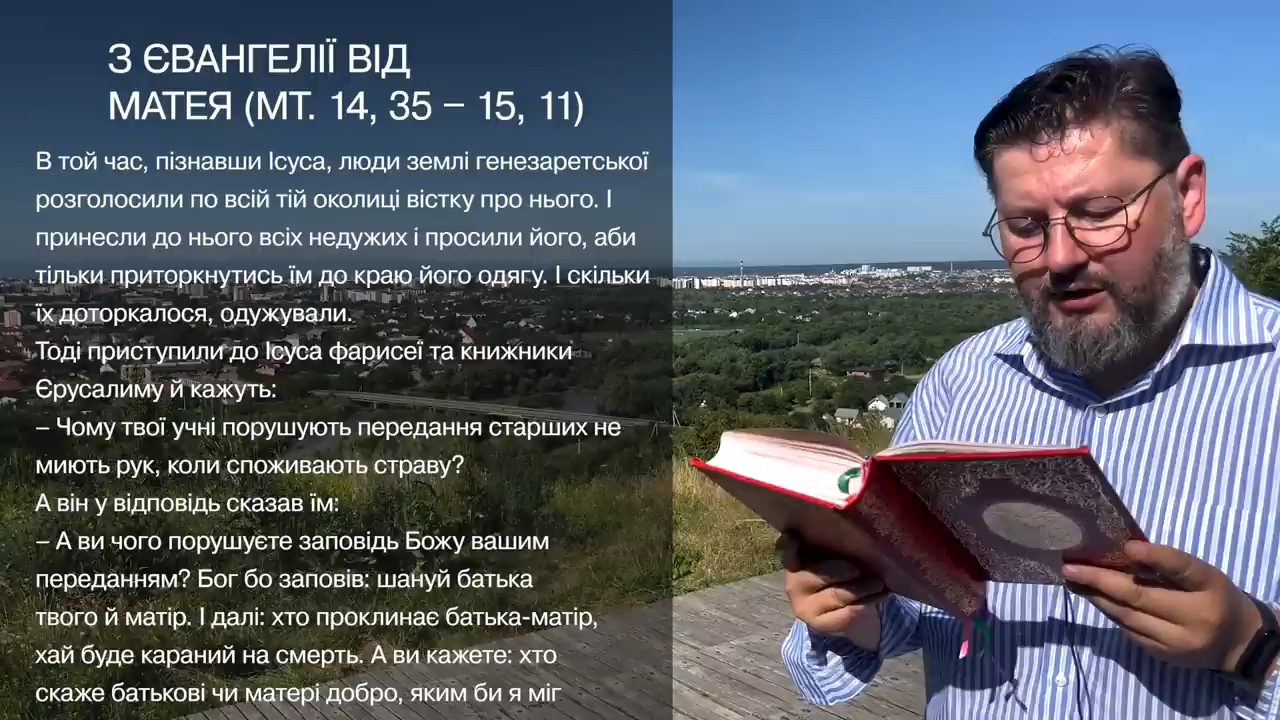 З ЄВАНГЕЛІЇ ВІД
МАТЕЯ (МТ. 14, 35 – 15, 11)
В той час, пізнавши Ісуса, люди землі генезаретської
розголосили по всій тій околиці вістку про нього. І
принесли до нього всіх недужих і просили його, аби
тільки приторкнутись їм до краю його одягу. І скільки
їх доторкалося, одужували.
Тоді приступили до Ісуса фарисеї та книжники
Єрусалиму й кажуть:
– Чому твої учні порушують передання старших не
миють рук, коли споживають страву?
А він у відповідь сказав їм:
– А ви чого порушуєте заповідь Божу вашим
переданням? Бог бо заповів: шануй батька
твого й матір. І далі: хто проклинає батька-матір,
хай буде караний на смерть. А ви кажете: хто
скаже батькові чи матері добро, яким би я міг